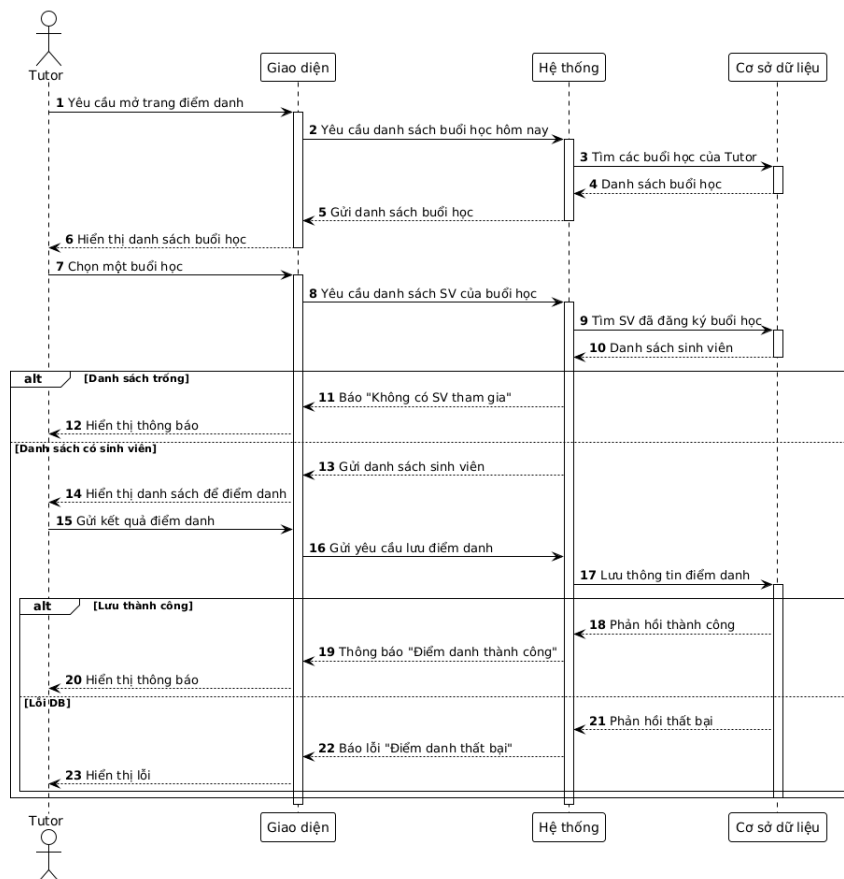 Tutor
Giao diện
Hệ thống
Cơ sở dữ liệu
1 Yêu cầu mở trang điểm danh
2 Yêu cầu danh sách buổi học hôm nay
3 Tìm các buổi học của Tutor
4 Danh sách buổi học
5 Gửi danh sách buổi học
6 Hiển thị danh sách buổi học
7 Chọn một buổi học
8 Yêu cầu danh sách SV của buổi học
9 Tìm SV đã đăng ký buổi học
10 Danh sách sinh viên
alt [Danh sách trống]
11 Báo "Không có SV tham gia"
12 Hiển thị thông báo
[Danh sách có sinh viên]
13 Gửi danh sách sinh viên
14 Hiển thị danh sách để điểm danh
15 Gửi kết quả điểm danh
16 Gửi yêu cầu lưu điểm danh
17 Lưu thông tin điểm danh
alt [Lưu thành công]
18 Phản hồi thành công
19 Thông báo "Điểm danh thành công"
20 Hiển thị thông báo
[Lỗi DB]
21 Phản hồi thất bại
22 Báo lỗi "Điểm danh thất bại"
23 Hiển thị lỗi
Tutor
Giao diện
Hệ thống
Cơ sở dữ liệu